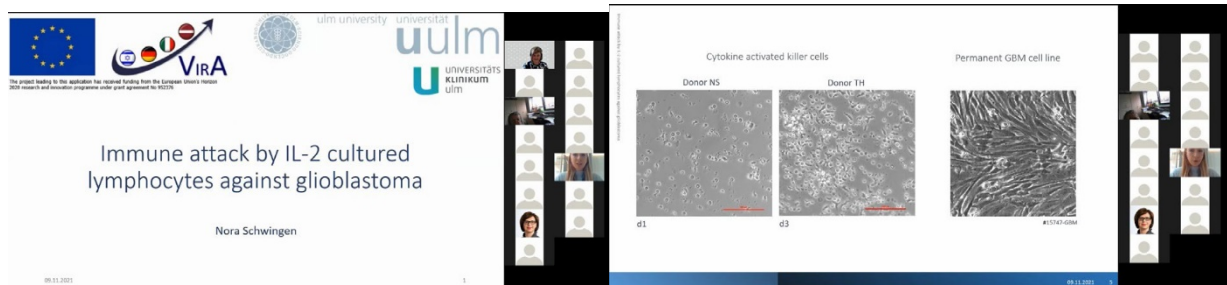 VIRA
The project leading to this application has received funding from the European Union's Horizon
2020 research and innovation programme under grant agreement No 952376
ulm university universität
uulm
UNIVERSITÄTS
KLINIKUM
ulm
Immune attack by IL-2 cultured
lymphocytes against glioblastoma
Nora Schwingen
09.11.2021
1
Cytokine activated killer cells
Permanent GBM cell line
Donor NS
Donor TH
d1
d3
#15747-GBM
09.11.2021